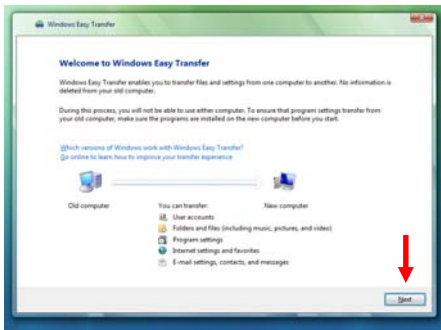 Windows Easy Transfer
Welcome to Windows Easy Transfer
Windows Easy Transfer enables you to transfer files and settings from one computer to another. No information is
deleted from your old computer.
During this process, you will not be able to use either computer. To ensure that program settings transfer from
your old computer, make sure the programs are installed on the new computer before you start.
Which versions of Windows work with Windows Easy Transfer?
Go online to learn how to improve your transfer experience
Old computer You can transfer: New computer
User accounts
Folders and files (including music, pictures, and video)
Program settings
Internet settings and favorites
E-mail settings, contacts, and messages
Next